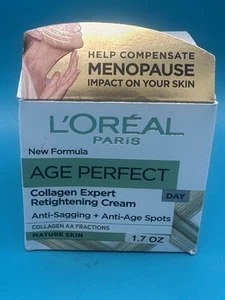 HELP COMPENSATE
MENOPAUSE
IMPACT ON YOUR SKIN
L'ORÉAL
PARIS
New Formula
AGE PERFECT
Collagen Expert
Retightening Cream
DAY
Anti-Sagging + Anti-Age Spots
COLLAGEN AA FRACTIONS
MATURE SKIN
1.7 OZ